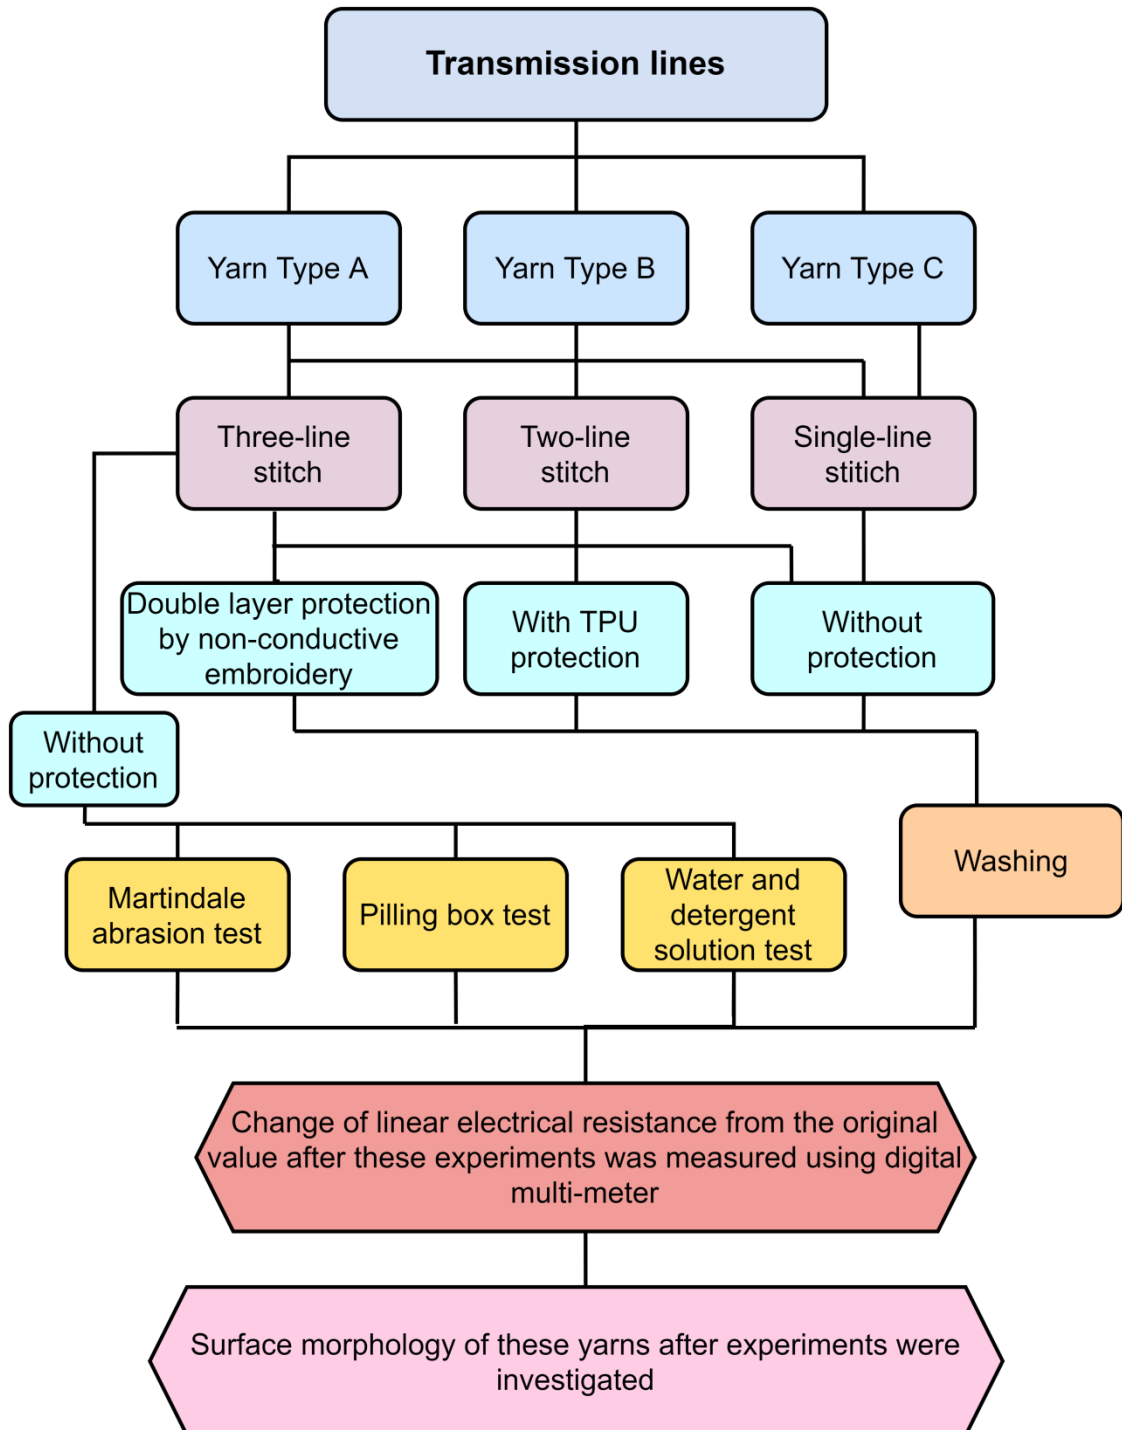 Transmission lines
Yarn Type A
Yarn Type B
Yarn Type C
Three-line
stitch
Two-line
stitch
Single-line
stitich
Double layer protection
by non-conductive
embroidery
With TPU
protection
Without
protection
Without
protection
Martindale
abrasion test
Pilling box test
Water and
detergent
solution test
Washing
Change of linear electrical resistance from the original
value after these experiments was measured using digital
multi-meter
Surface morphology of these yarns after experiments were
investigated